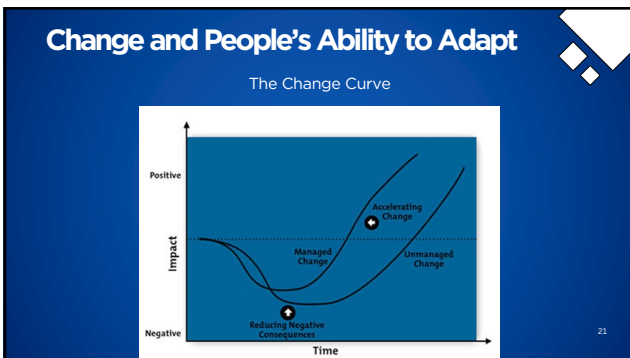 Change and People's Ability to Adapt
The Change Curve
Positive
Accelerating
Change
Impact
Managed
Change
Unmanaged
Change
Negative
Reducing Negative
Consequences
Time
21